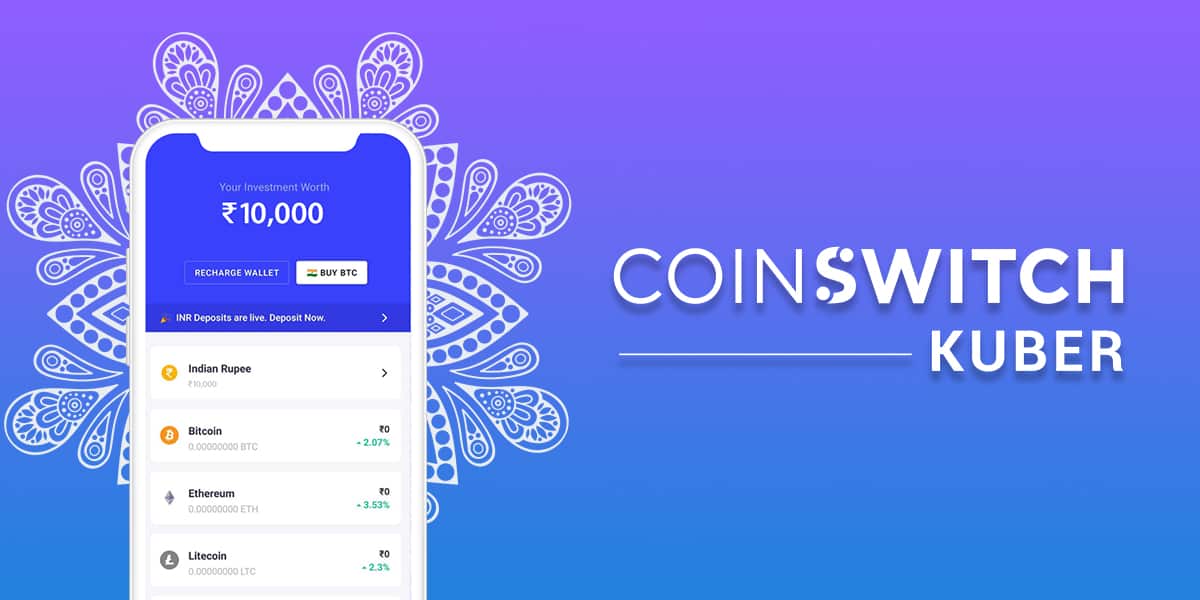 Your Investment Worth
₹10,000
RECHARGE WALLET
BUY BTC
INR Deposits are live. Deposit Now.
Indian Rupee
₹10,000
Bitcoin
₹0
0.00000000 BTC
2.07%
Ethereum
₹0
0.00000000 ETH
3.53%
Litecoin
₹0
0.00000000 LTC
2.3%
COINSWITCH
KUBER